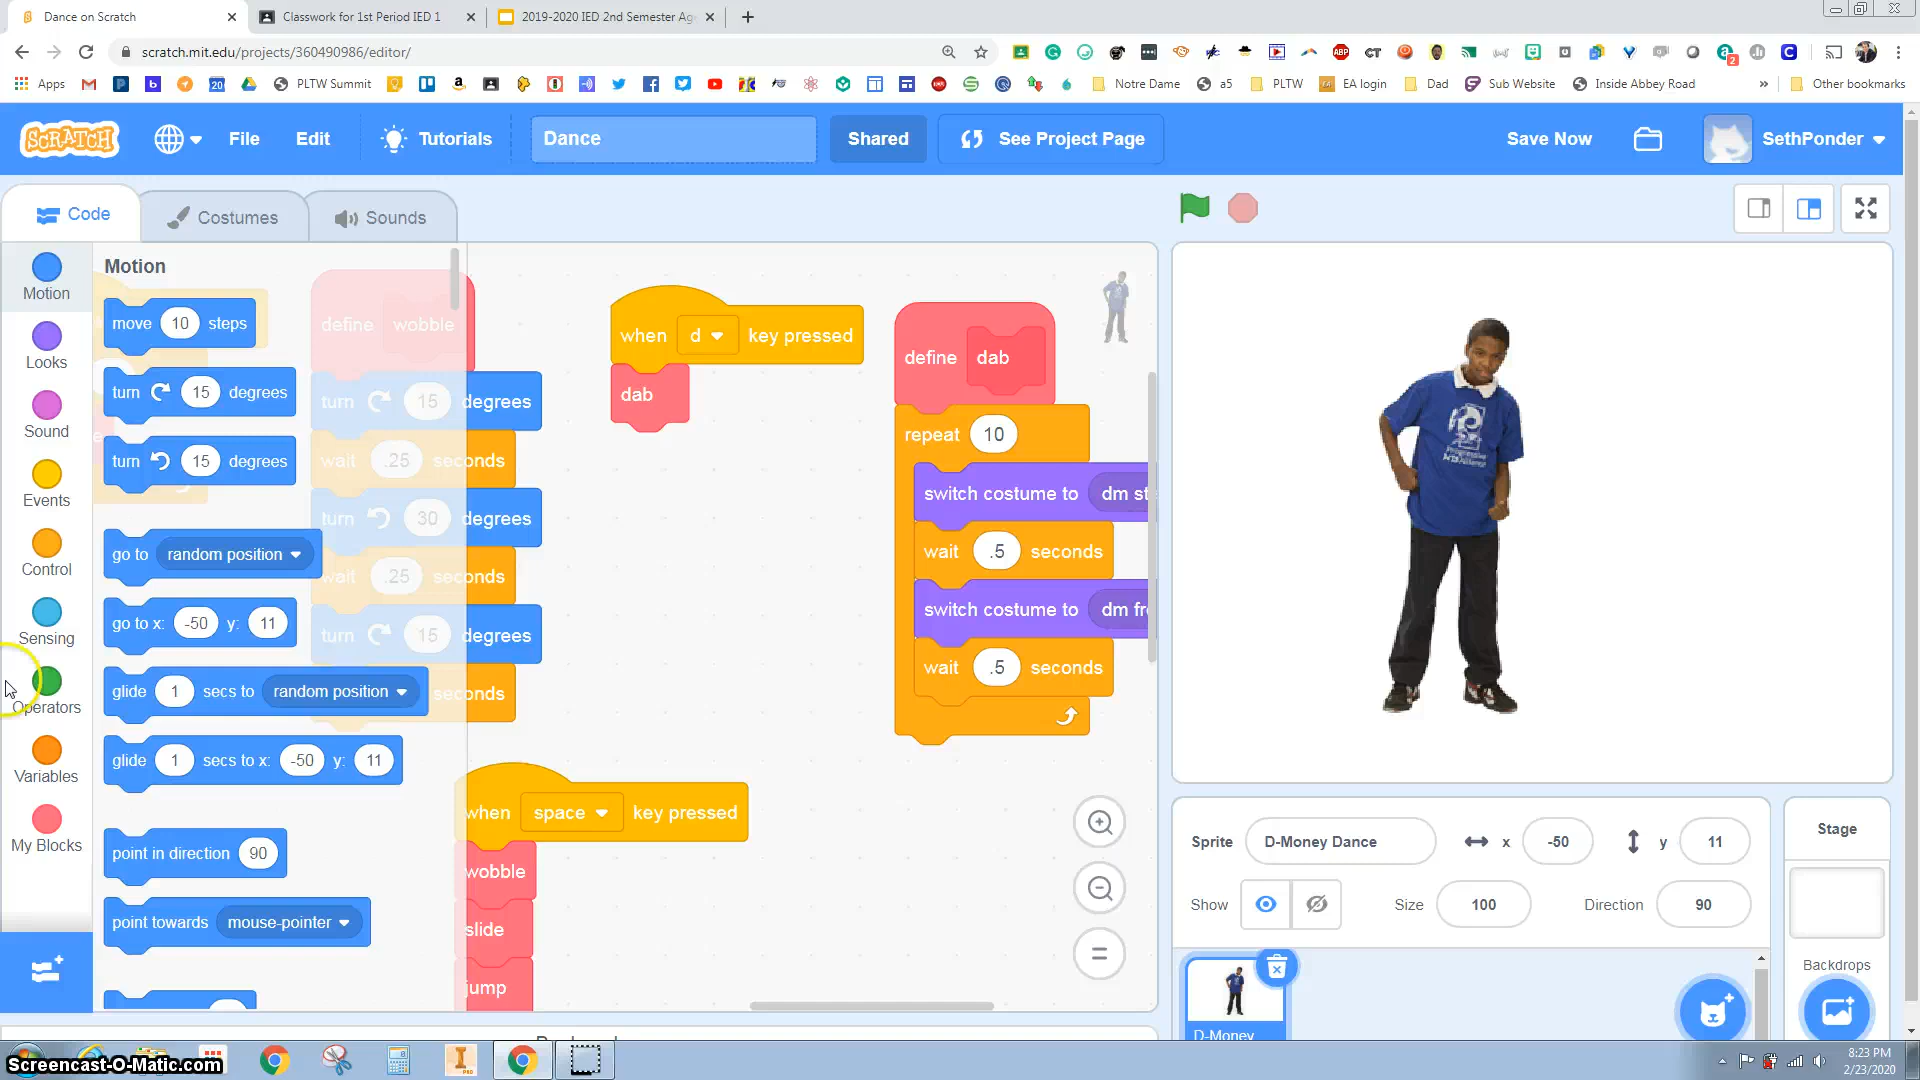 Dance on Scratch
Classwork for 1st Period IED 1
2019-2020 IED 2nd Semester Ag
scratch.mit.edu/projects/360490986/editor/
Apps
20
PLTW Summit
Notre Dame
a5
PLTW
EA login
Dad
Sub Website
Inside Abbey Road
»
Other bookmarks
SCRATCH
File
Edit
Tutorials
Dance
Shared
See Project Page
Save Now
SethPonder
Code
Costumes
Sounds
Motion
Looks
Sound
Events
Control
Sensing
Operators
Variables
My Blocks
Motion
move 10 steps
turn 15 degrees
turn 15 degrees
go to random position
go to x: -50 y: 11
glide 1 secs to random position
glide 1 secs to x: -50 y: 11
point in direction 90
point towards mouse-pointer
define wobble
turn 15 degrees
wait .25 seconds
turn 30 degrees
wait .25 seconds
turn 15 degrees
seconds
when d key pressed
dab
when space key pressed
wobble
slide
jump
define dab
repeat 10
switch costume to dm st
wait .5 seconds
switch costume to dm fr
wait .5 seconds
Sprite D-Money Dance x -50 y 11
Show Size 100 Direction 90
D-Money
Stage
Backdrops
Screencast-O-Matic.com
8:23 PM
2/23/2020